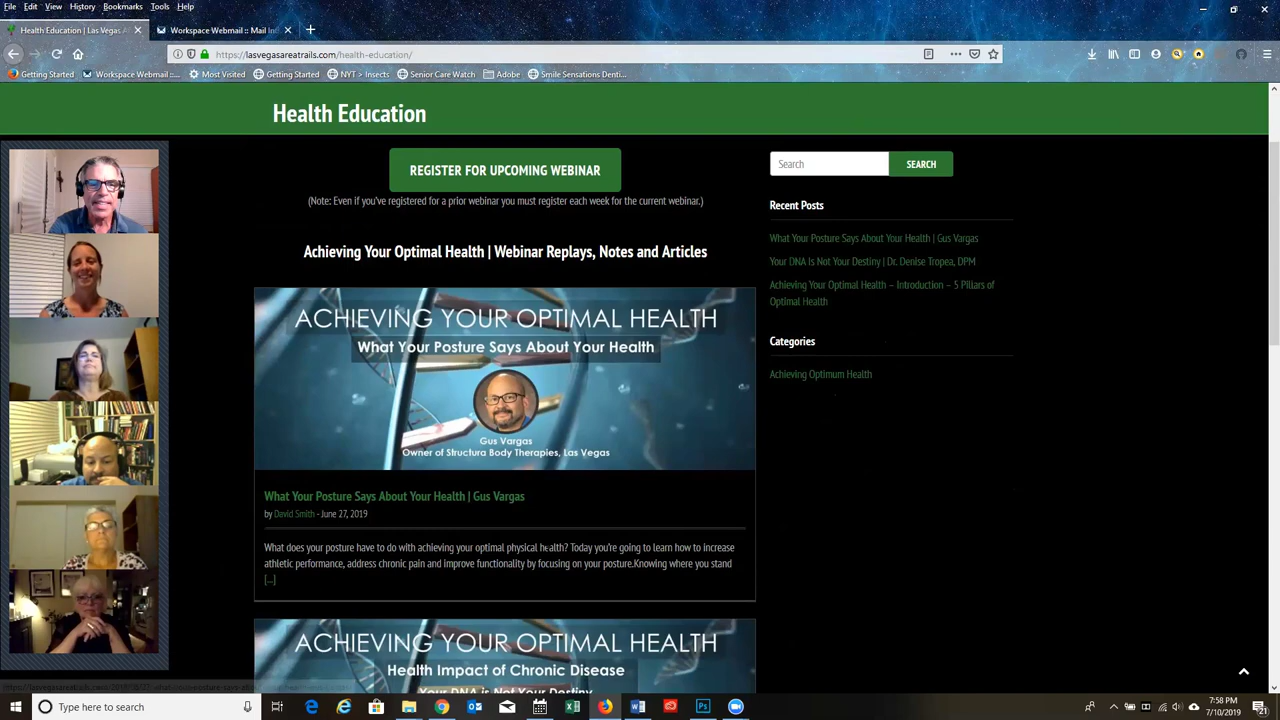 File Edit View History Bookmarks Tools Help
Health Education | Las Vegas A
Workspace Webmail :: Mail In
https://lasvegasareatrails.com/health-education/
Getting Started Workspace Webmail ::... Most Visited Getting Started NYT > Insects Senior Care Watch Adobe Smile Sensations Denti...
Health Education
REGISTER FOR UPCOMING WEBINAR
(Note: Even if you've registered for a prior webinar you must register each week for the current webinar.)
Achieving Your Optimal Health | Webinar Replays, Notes and Articles
ACHIEVING YOUR OPTIMAL HEALTH
What Your Posture Says About Your Health
Gus Vargas
Owner of Structura Body Therapies, Las Vegas
What Your Posture Says About Your Health | Gus Vargas
by David Smith - June 27, 2019
What does your posture have to do with achieving your optimal physical health? Today you're going to learn how to increase
athletic performance, address chronic pain and improve functionality by focusing on your posture.Knowing where you stand
[...]
ACHIEVING YOUR OPTIMAL HEALTH
Health Impact of Chronic Disease
Your DNA is Not Your Destiny
Search SEARCH
Recent Posts
What Your Posture Says About Your Health | Gus Vargas
Your DNA Is Not Your Destiny | Dr. Denise Tropea, DPM
Achieving Your Optimal Health – Introduction – 5 Pillars of
Optimal Health
Categories
Achieving Optimum Health
Type here to search
7:58 PM
7/10/2019
21